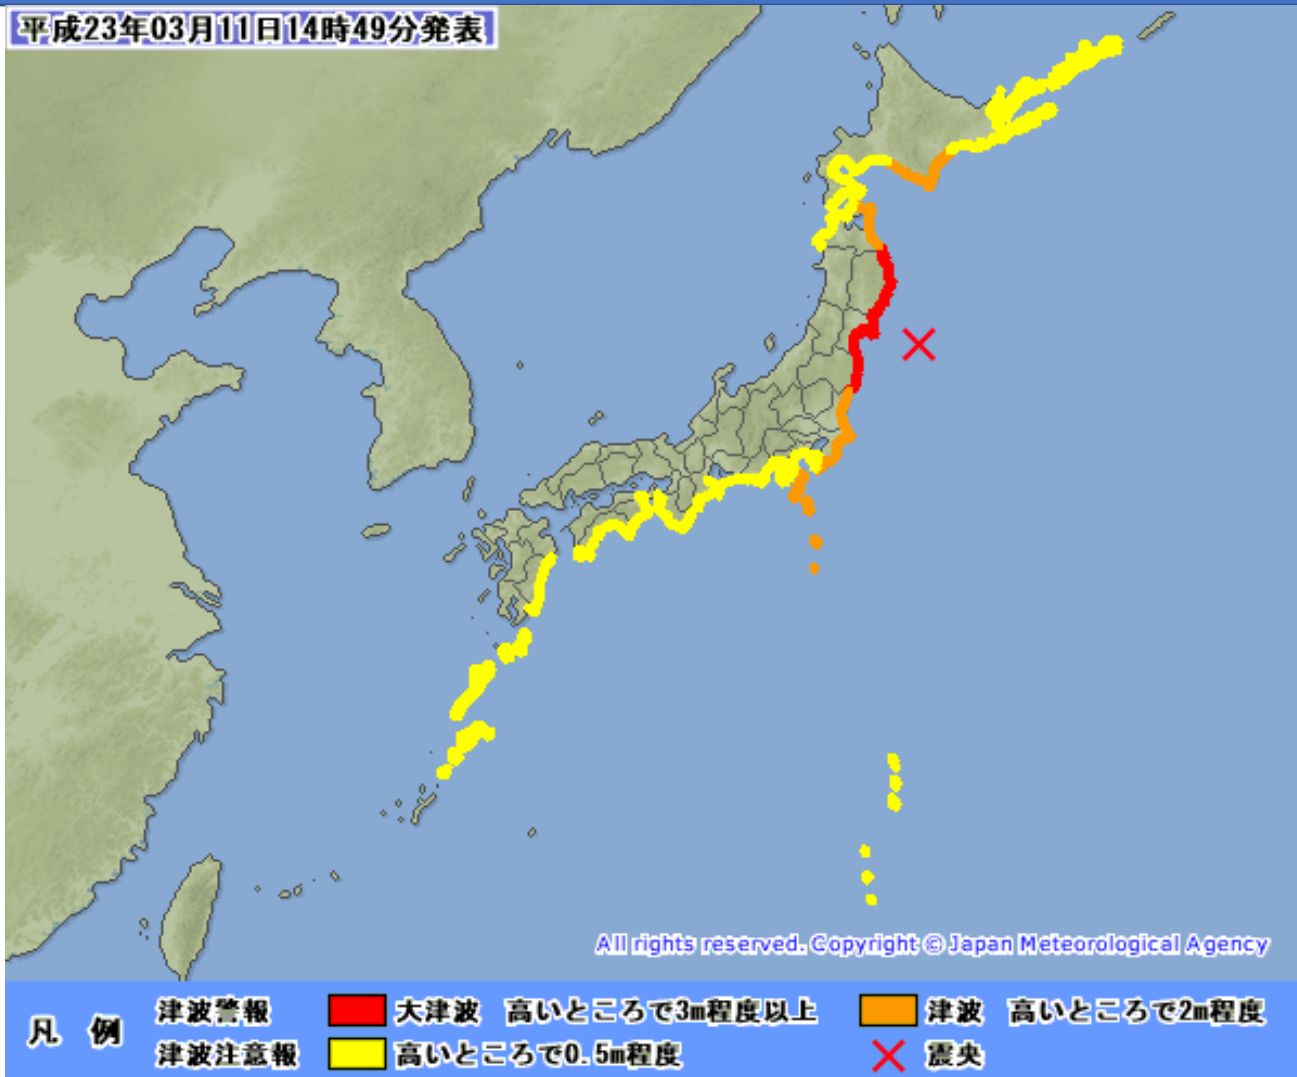 平成23年03月11日14時49分発表
All rights reserved. Copyright © Japan Meteorological Agency
凡 例
津波警報 大津波 高いところで3m程度以上 津波 高いところで2m程度
津波注意報 高いところで0.5m程度 震央